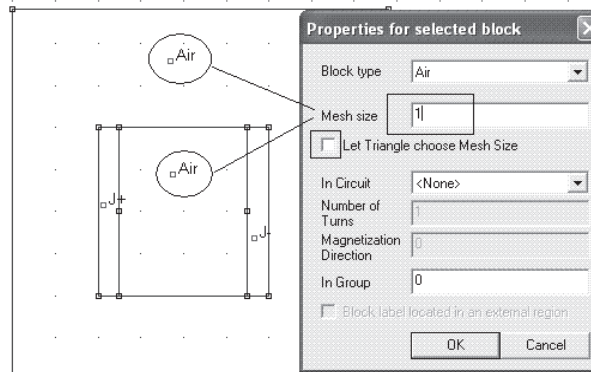 Air
Air
J+
J-
Properties for selected block
Block type Air
Mesh size 1
Let Triangle choose Mesh Size
In Circuit <None>
Number of Turns 1
Magnetization Direction 0
In Group 0
Block label located in an external region
OK Cancel